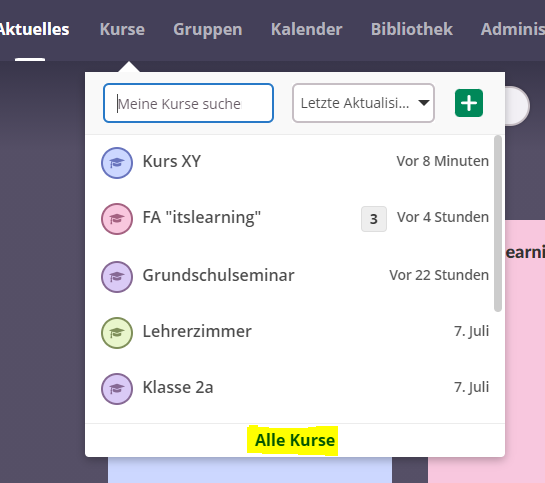 Aktuelles Kurse Gruppen Kalender Bibliothek Adminis
Meine Kurse suche Letzte Aktualisi...
Kurs XY Vor 8 Minuten
FA "itslearning" 3 Vor 4 Stunden
earni
Grundschulseminar Vor 22 Stunden
Lehrerzimmer 7. Juli
Klasse 2a 7. Juli
Alle Kurse